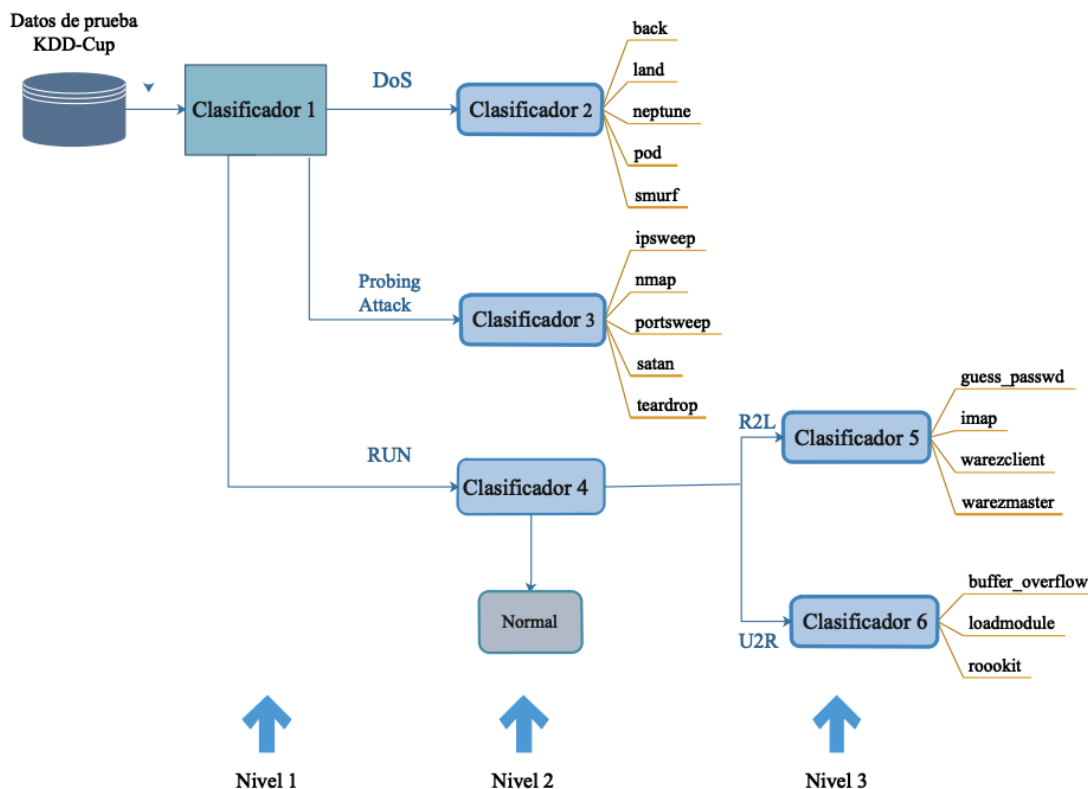 Datos de prueba
KDD-Cup
Clasificador 1
DoS
Clasificador 2
back
land
neptune
pod
smurf
Probing
Attack
Clasificador 3
ipsweep
nmap
portsweep
satan
teardrop
RUN
Clasificador 4
Normal
R2L
Clasificador 5
guess_passwd
imap
warezclient
warezmaster
U2R
Clasificador 6
buffer_overflow
loadmodule
roookit
Nivel 1
Nivel 2
Nivel 3